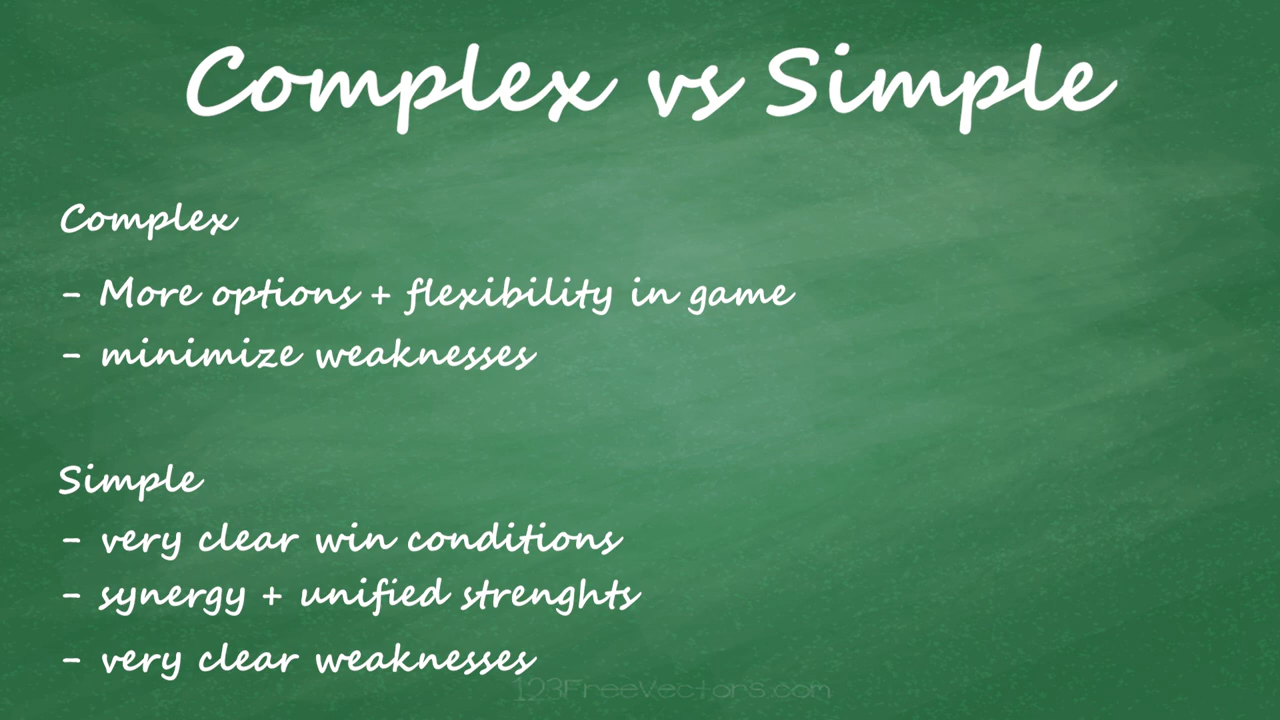 Complex vs Simple
Complex
- More options + flexibility in game
- minimize weaknesses
Simple
- very clear win conditions
- synergy + unified strenghts
- very clear weaknesses
123FreeVectors.com